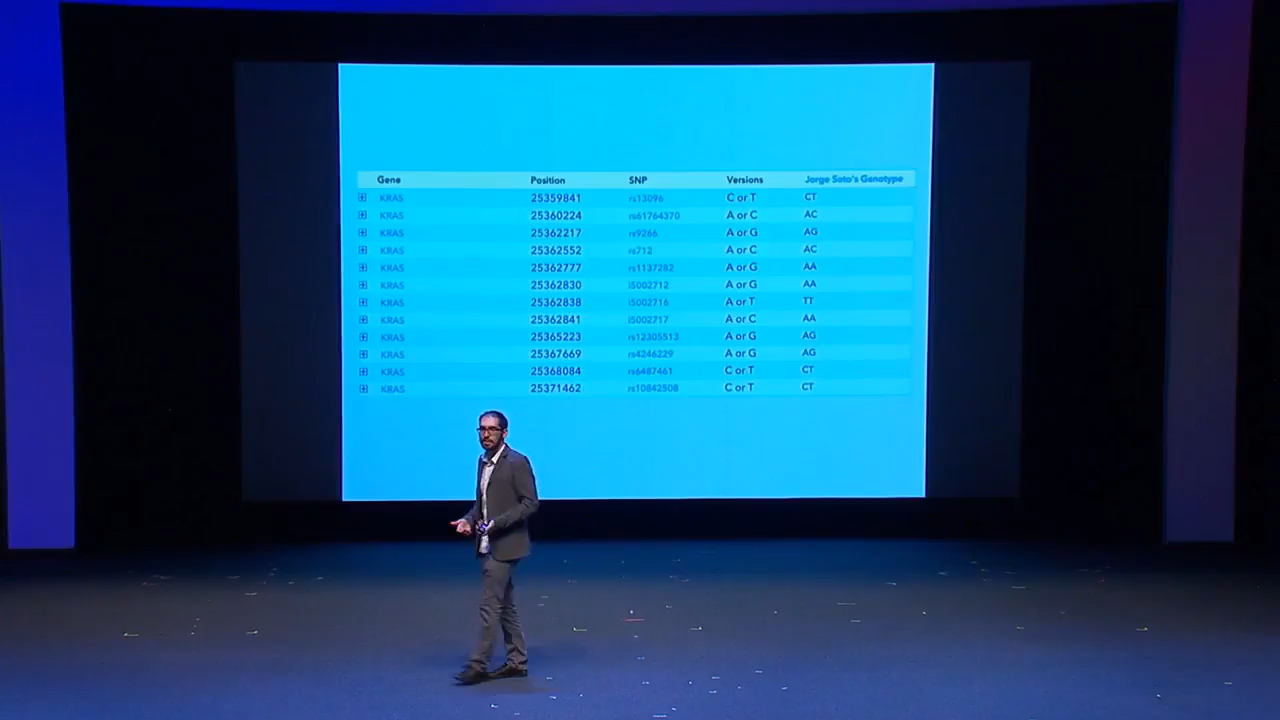 Gene Position SNP Versions Jorge Soto's Genotype
KRAS 25359841 rs13096 C or T CT
KRAS 25360224 rs61764370 A or C AC
KRAS 25362217 rs9266 A or G AG
KRAS 25362552 rs712 A or C AC
KRAS 25362777 rs1137282 A or G AA
KRAS 25362830 i5002712 A or G AA
KRAS 25362838 i5002716 A or T TT
KRAS 25362841 i5002717 A or C AA
KRAS 25365223 rs12305513 A or G AG
KRAS 25367669 rs4246229 A or G AG
KRAS 25368084 rs6487461 C or T CT
KRAS 25371462 rs10842508 C or T CT